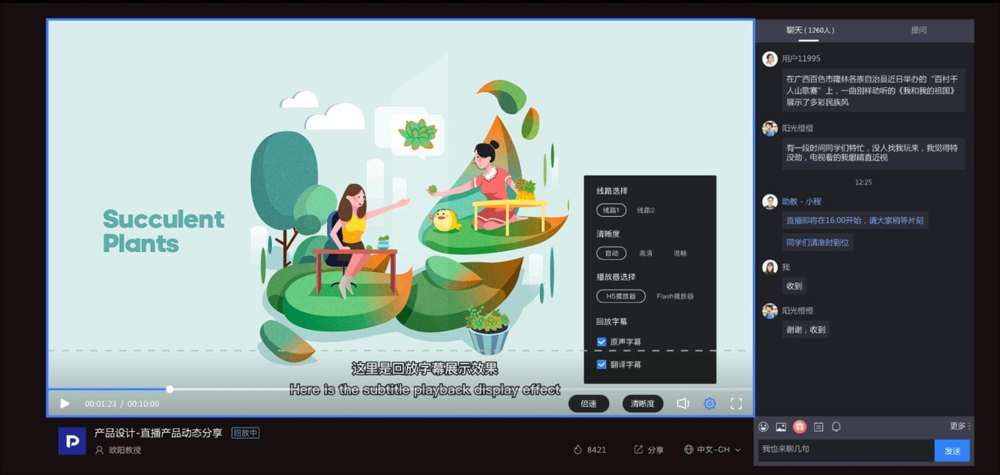 Succulent
Plants
线路选择
线路1 线路2
清晰度
自动 高清 流畅
播放器选择
H5播放器 Flash播放器
回放字幕
原声字幕
翻译字幕
这里是回放字幕展示效果
Here is the subtitle playback display effect
00:01:23 / 00:10:00
倍速 清晰度
产品设计-直播产品动态分享 回放中
欧阳教授
8421 分享 中文-CH
聊天(1260人) 提问
用户11995
在广西百色市隆林各族自治县近日举办的“百村千
人山歌赛”上，一曲别样动听的《我和我的祖国》
展示了多彩民族风
阳光橙橙
有一段时间同学们特忙，没人找我玩来，我觉得特
没劲，电视看的我眼睛直近视
12:25
助教 - 小程
直播即将在16:00开始，请大家稍等片刻
同学们请准时到位
我
收到
阳光橙橙
谢谢，收到
更多
我也来聊几句
发送